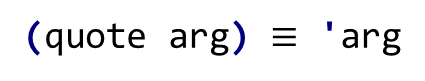 (quote arg) ≡ 'arg